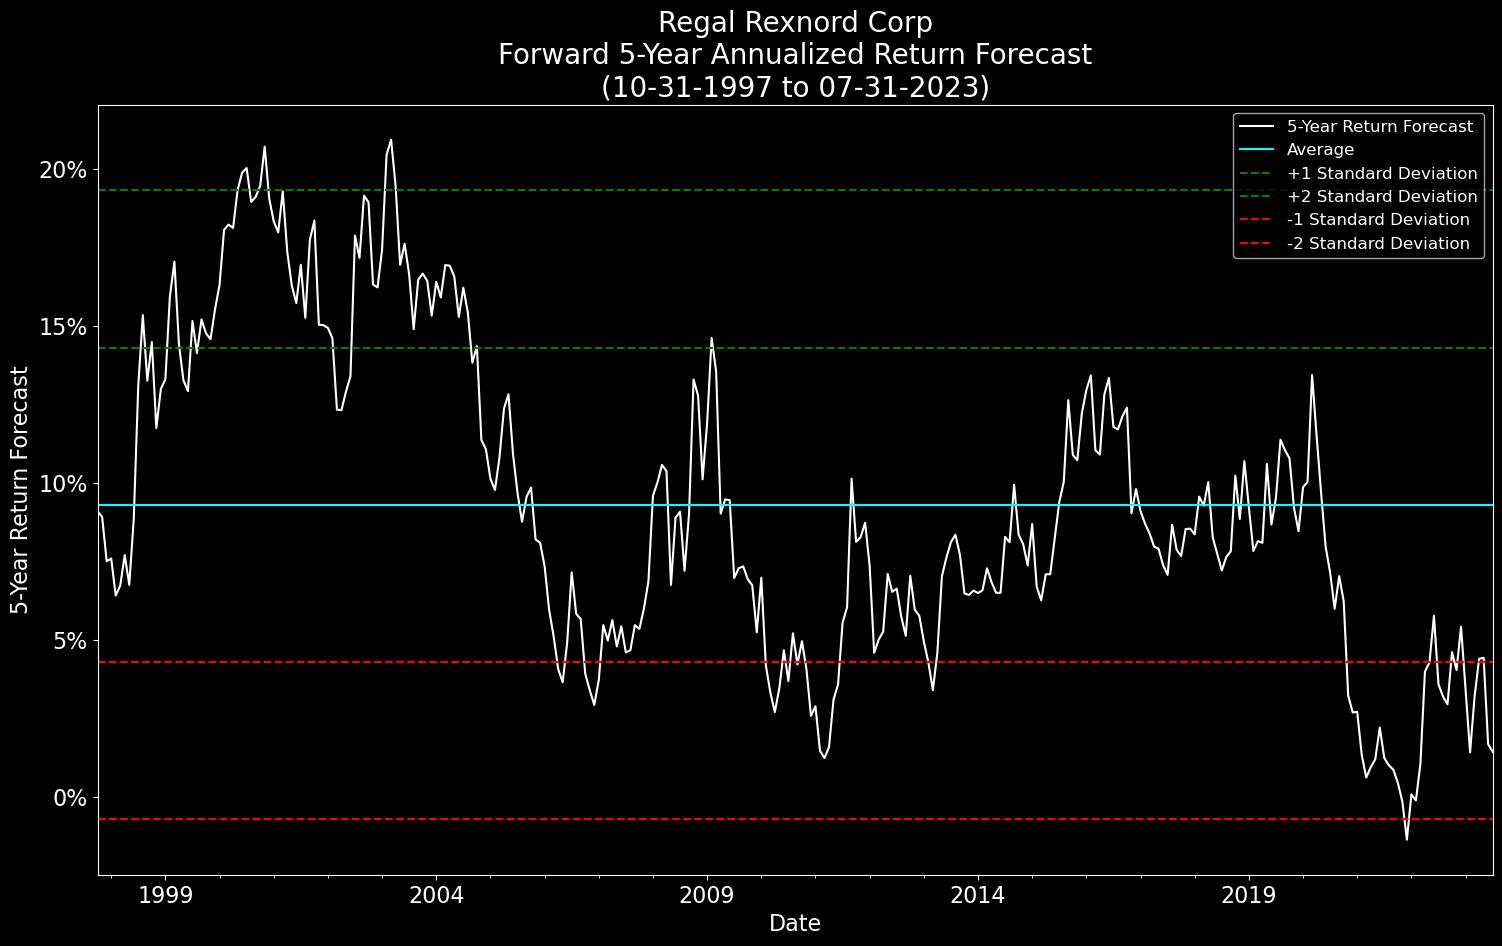 Regal Rexnord Corp
Forward 5-Year Annualized Return Forecast
(10-31-1997 to 07-31-2023)
5-Year Return Forecast
Average
+1 Standard Deviation
+2 Standard Deviation
-1 Standard Deviation
-2 Standard Deviation
20%
15%
10%
5%
0%
5-Year Return Forecast
1999 2004 2009 2014 2019
Date